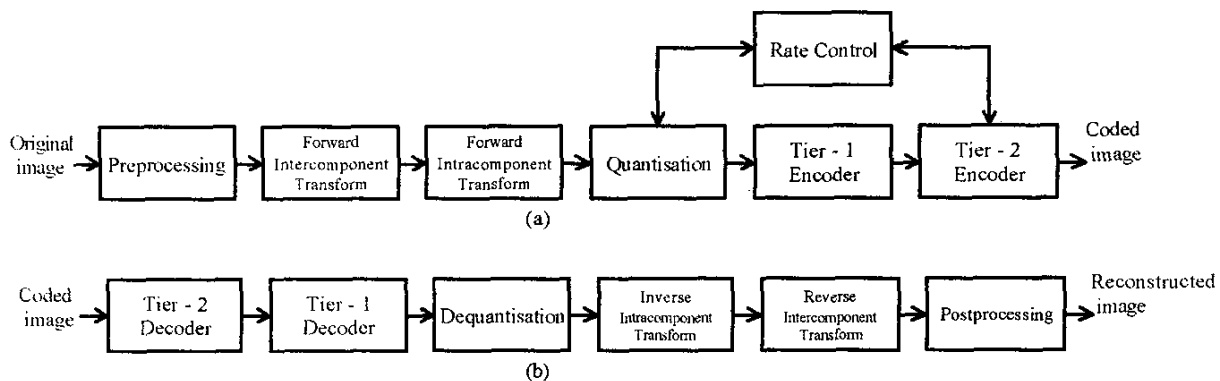 Rate Control
Original
image
Preprocessing
Forward
Intercomponent
Transform
Forward
Intracomponent
Transform
Quantisation
Tier - 1
Encoder
Tier - 2
Encoder
Coded
image
(a)
Coded
image
Tier - 2
Decoder
Tier - 1
Decoder
Dequantisation
Inverse
Intracomponent
Transform
Reverse
Intercomponent
Transform
Postprocessing
Reconstructed
image
(b)